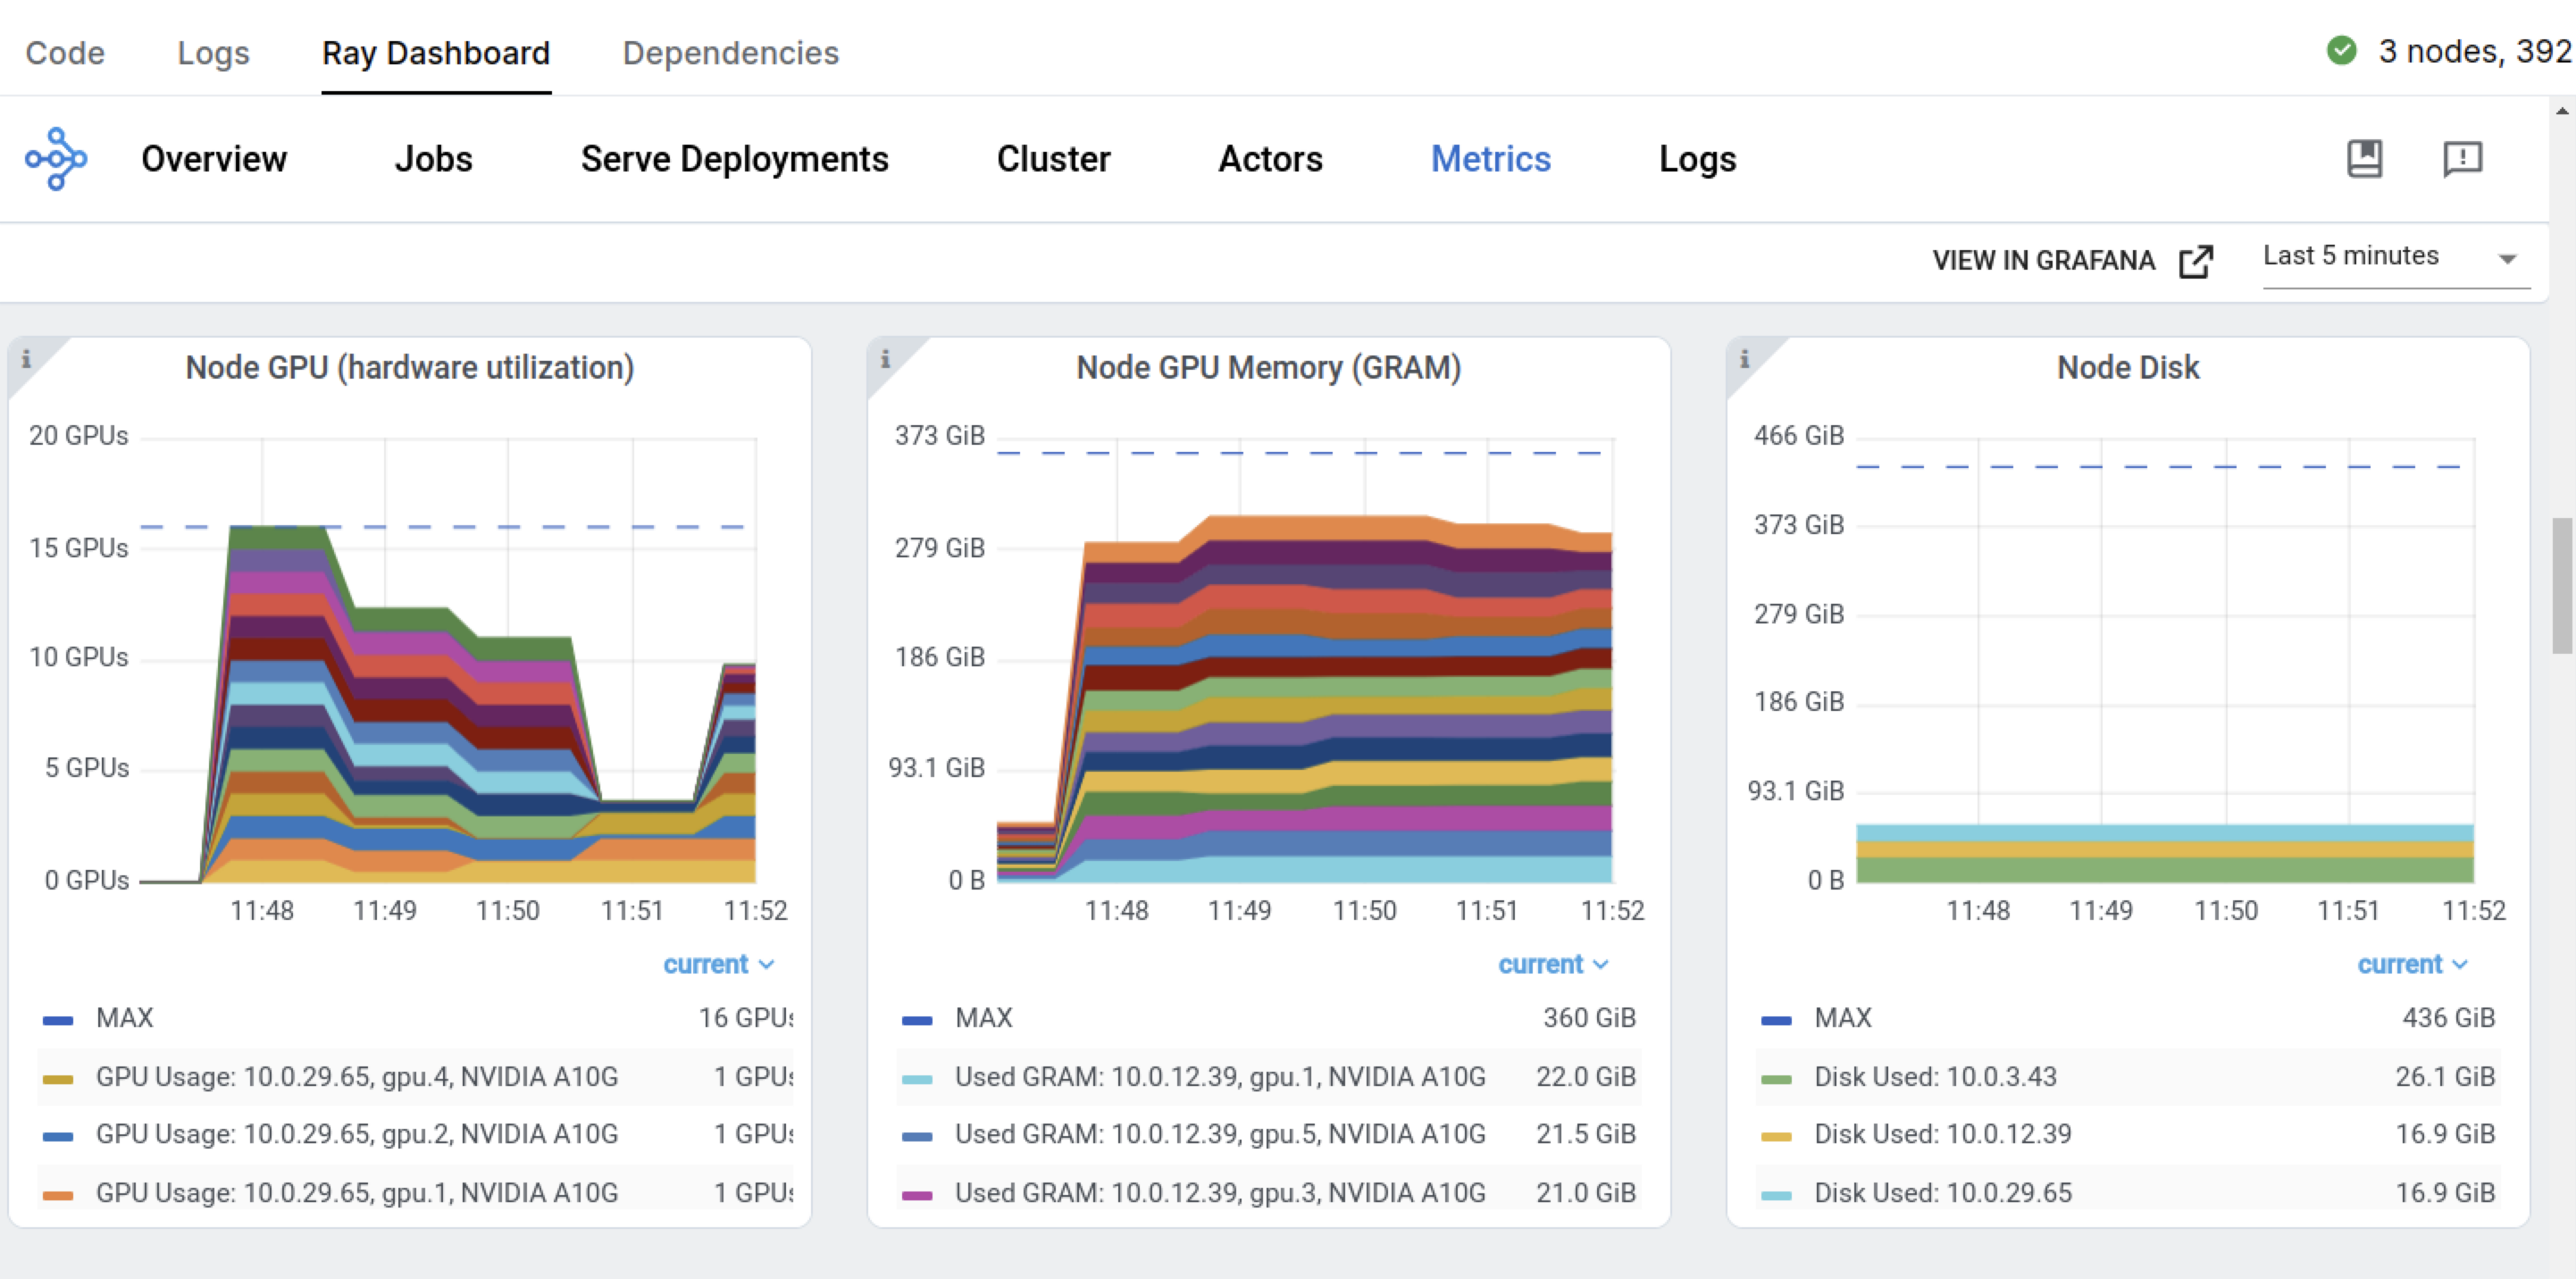 Code Logs Ray Dashboard Dependencies 3 nodes, 392
Overview Jobs Serve Deployments Cluster Actors Metrics Logs
VIEW IN GRAFANA Last 5 minutes
Node GPU (hardware utilization)
20 GPUs
15 GPUs
10 GPUs
5 GPUs
0 GPUs
11:48 11:49 11:50 11:51 11:52
current
MAX 16 GPUs
GPU Usage: 10.0.29.65, gpu.4, NVIDIA A10G 1 GPUs
GPU Usage: 10.0.29.65, gpu.2, NVIDIA A10G 1 GPUs
GPU Usage: 10.0.29.65, gpu.1, NVIDIA A10G 1 GPUs
Node GPU Memory (GRAM)
373 GiB
279 GiB
186 GiB
93.1 GiB
0 B
11:48 11:49 11:50 11:51 11:52
current
MAX 360 GiB
Used GRAM: 10.0.12.39, gpu.1, NVIDIA A10G 22.0 GiB
Used GRAM: 10.0.12.39, gpu.5, NVIDIA A10G 21.5 GiB
Used GRAM: 10.0.12.39, gpu.3, NVIDIA A10G 21.0 GiB
Node Disk
466 GiB
373 GiB
279 GiB
186 GiB
93.1 GiB
0 B
11:48 11:49 11:50 11:51 11:52
current
MAX 436 GiB
Disk Used: 10.0.3.43 26.1 GiB
Disk Used: 10.0.12.39 16.9 GiB
Disk Used: 10.0.29.65 16.9 GiB